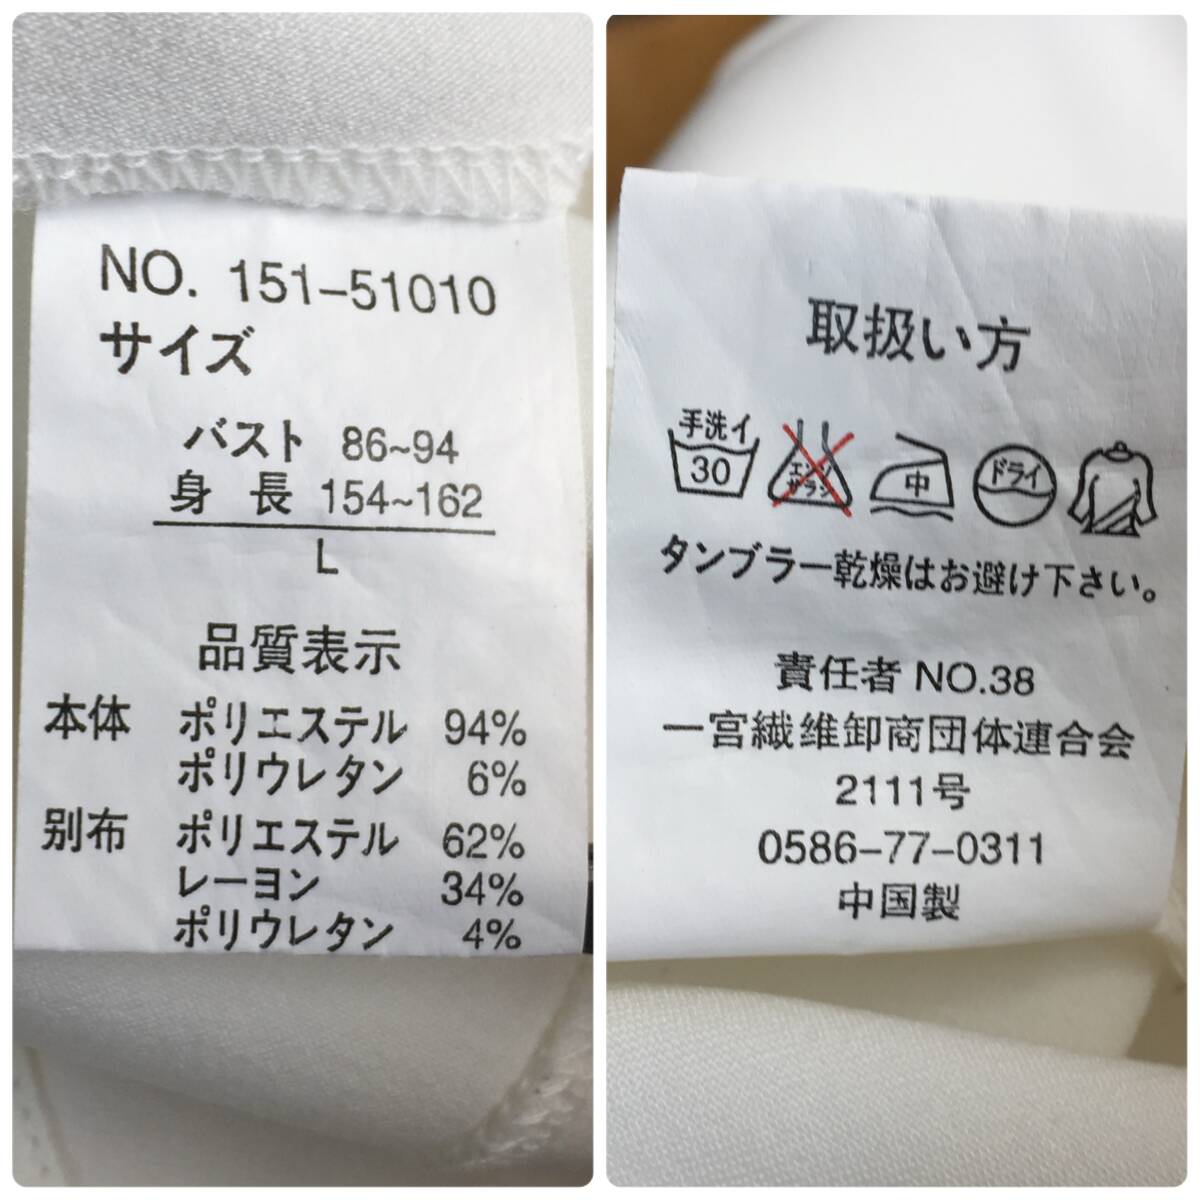 NO. 151-51010
サイズ
バスト 86~94
身 長 154~162
L
品質表示
本体 ポリエステル 94%
ポリウレタン 6%
別布 ポリエステル 62%
レーヨン 34%
ポリウレタン 4%
取扱い方
手洗イ 30 エンソ サラシ 中 ドライ
タンブラー乾燥はお避け下さい。
責任者 NO.38
一宮繊維卸商団体連合会
2111号
0586-77-0311
中国製